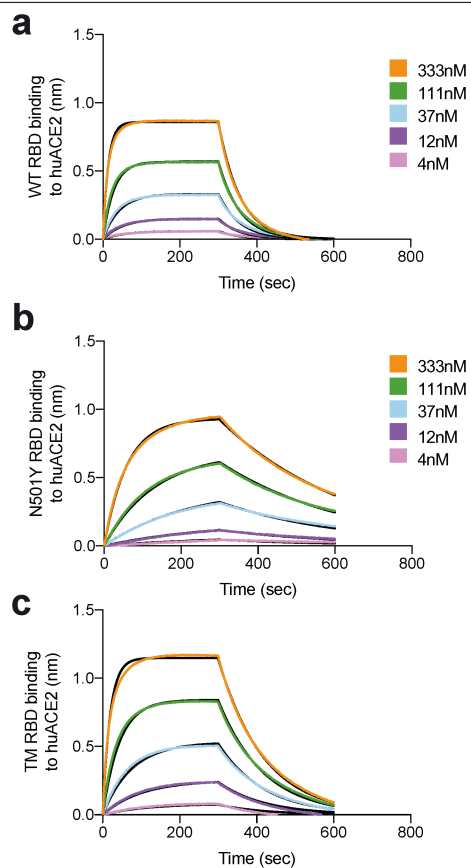 a
WT RBD binding
to huACE2 (nm)
1.5
1.0
0.5
0.0
0
200
400
600
800
Time (sec)
333nM
111nM
37nM
12nM
4nM
b
N501Y RBD binding
to huACE2 (nm)
1.5
1.0
0.5
0.0
0
200
400
600
800
Time (sec)
333nM
111nM
37nM
12nM
4nM
c
TM RBD binding
to huACE2 (nm)
1.5
1.0
0.5
0.0
0
200
400
600
800
Time (sec)